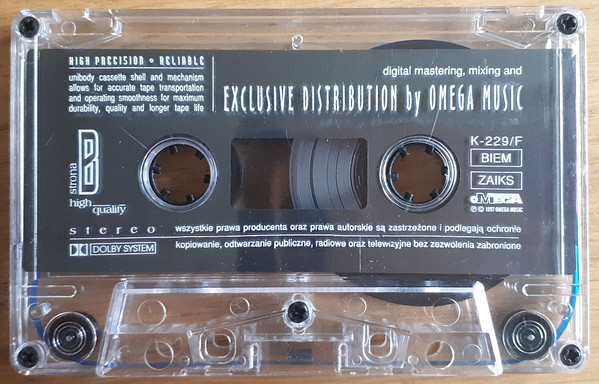 HIGH PRECISION • RELIABLE
unibody cassette shell and mechanism
allows for accurate tape transportation
and operating smoothness for maximum
durability, quality and longer tape life
digital mastering, mixing and
EXCLUSIVE DISTRIBUTION by OMEGA MUSIC
strona B
high quality
K-229/F
BIEM
ZAIKS
OMEGA
℗ © 1997 OMEGA MUSIC
stereo
DOLBY SYSTEM
wszystkie prawa producenta oraz prawa autorskie są zastrzeżone i podlegają ochronie
kopiowanie, odtwarzanie publiczne, radiowe oraz telewizyjne bez zezwolenia zabronione